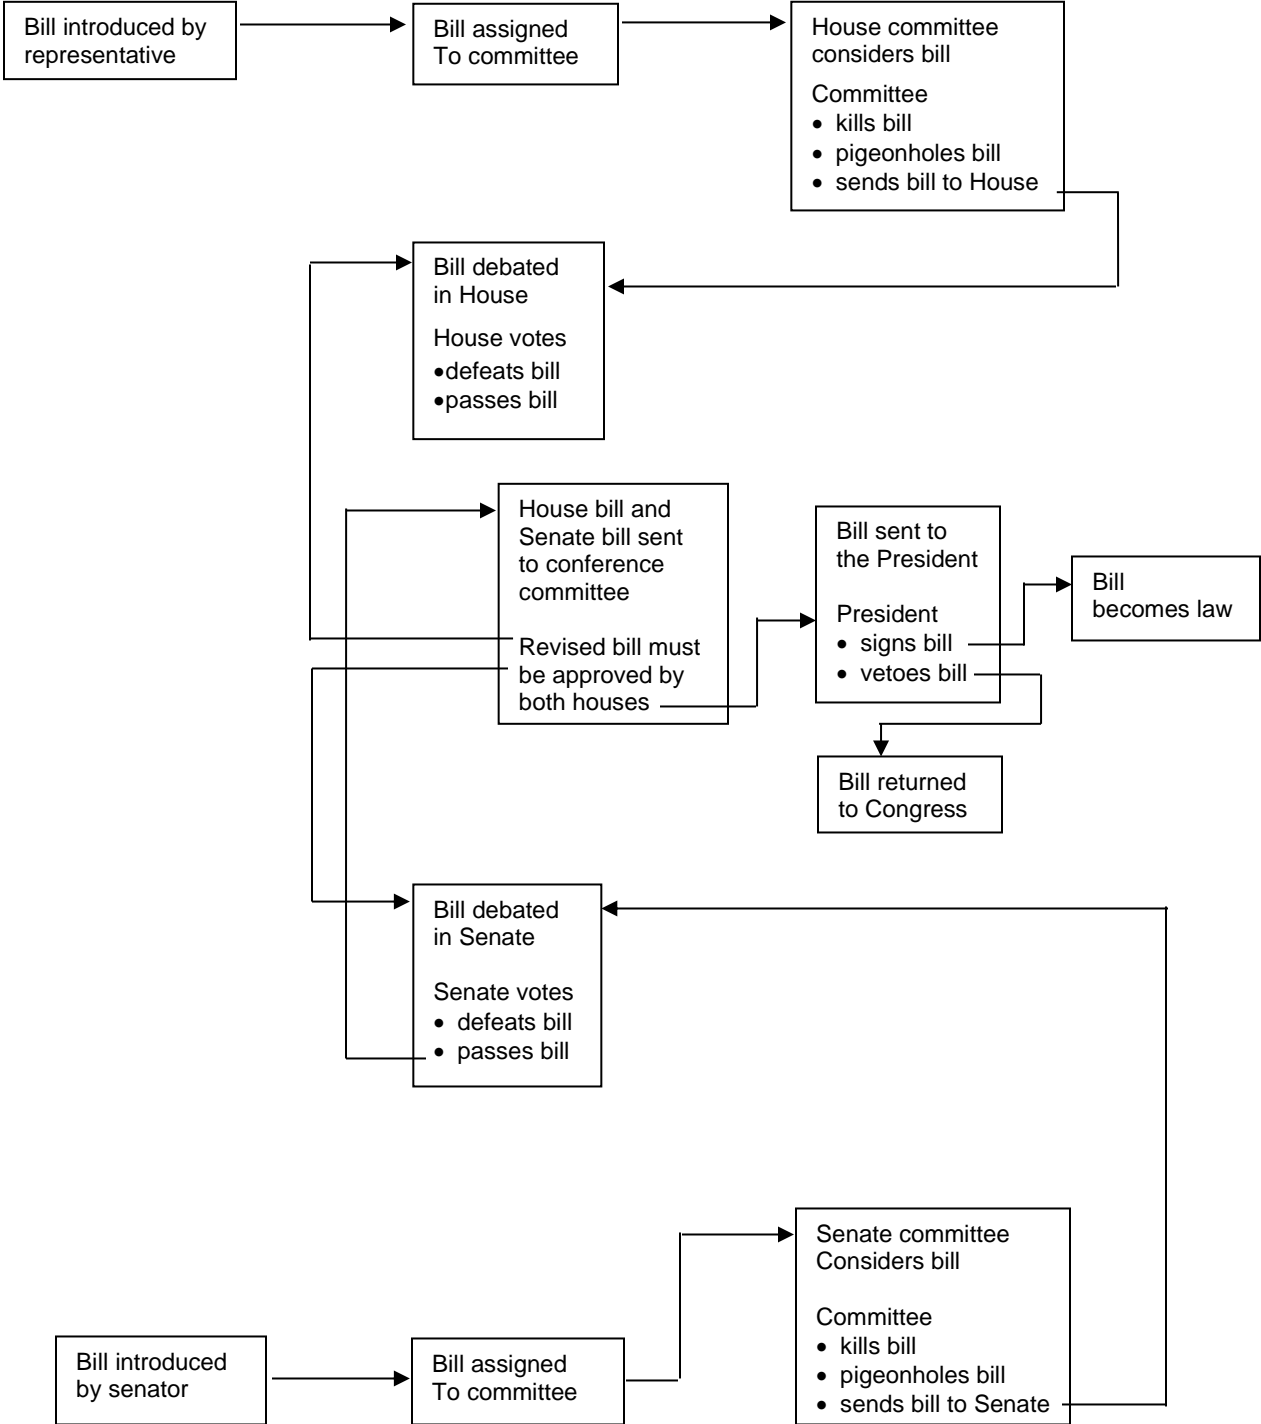 Bill introduced by
representative
Bill assigned
To committee
House committee
considers bill
Committee
• kills bill
• pigeonholes bill
• sends bill to House
Bill debated
in House
House votes
•defeats bill
•passes bill
House bill and
Senate bill sent
to conference
committee
Revised bill must
be approved by
both houses
Bill sent to
the President
President
• signs bill
• vetoes bill
Bill
becomes law
Bill returned
to Congress
Bill debated
in Senate
Senate votes
• defeats bill
• passes bill
Senate committee
Considers bill
Committee
• kills bill
• pigeonholes bill
• sends bill to Senate
Bill introduced
by senator
Bill assigned
To committee